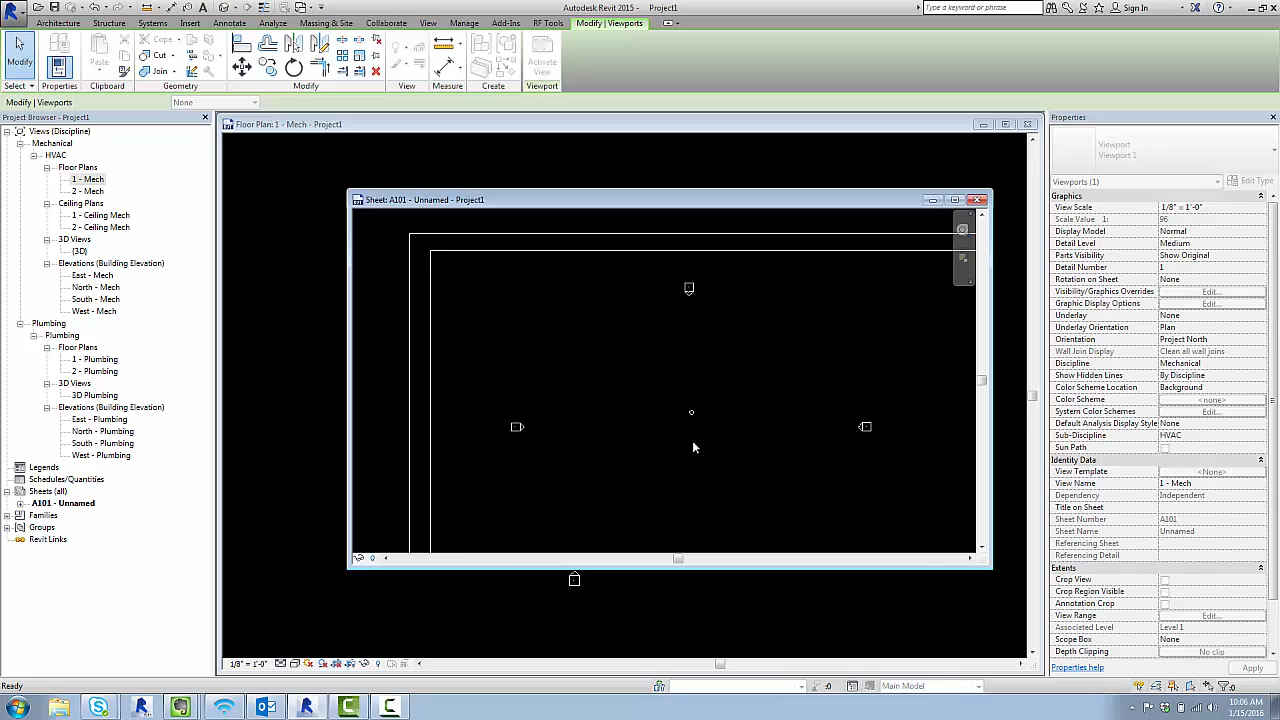 Autodesk Revit 2015 - Project1
Type a keyword or phrase
Sign In
Architecture Structure Systems Insert Annotate Analyze Massing & Site Collaborate View Manage Add-Ins RF Tools Modify | Viewports
Modify
Paste
Cope
Cut
Join
Activate
View
Select Properties Clipboard Geometry Modify View Measure Create Viewport
Modify | Viewports
None
Project Browser - Project1
Views (Discipline)
Mechanical
HVAC
Floor Plans
1 - Mech
2 - Mech
Ceiling Plans
1 - Ceiling Mech
2 - Ceiling Mech
3D Views
{3D}
Elevations (Building Elevation)
East - Mech
North - Mech
South - Mech
West - Mech
Plumbing
Plumbing
Floor Plans
1 - Plumbing
2 - Plumbing
3D Views
3D Plumbing
Elevations (Building Elevation)
East - Plumbing
North - Plumbing
South - Plumbing
West - Plumbing
Legends
Schedules/Quantities
Sheets (all)
A101 - Unnamed
Families
Groups
Revit Links
Floor Plan: 1 - Mech - Project1
Sheet: A101 - Unnamed - Project1
1/8" = 1'-0"
Properties
Viewport
Viewport 1
Viewports (1)
Edit Type
Graphics
View Scale 1/8" = 1'-0"
Scale Value 1: 96
Display Model Normal
Detail Level Medium
Parts Visibility Show Original
Detail Number 1
Rotation on Sheet None
Visibility/Graphics Overrides Edit...
Graphic Display Options Edit...
Underlay None
Underlay Orientation Plan
Orientation Project North
Wall Join Display Clean all wall joins
Discipline Mechanical
Show Hidden Lines By Discipline
Color Scheme Location Background
Color Scheme <none>
System Color Schemes Edit...
Default Analysis Display Style None
Sub-Discipline HVAC
Sun Path
Identity Data
View Template <None>
View Name 1 - Mech
Dependency Independent
Title on Sheet
Sheet Number A101
Sheet Name Unnamed
Referencing Sheet
Referencing Detail
Extents
Crop View
Crop Region Visible
Annotation Crop
View Range Edit...
Associated Level Level 1
Scope Box None
Depth Clipping No clip
Properties help
Apply
Ready
:0
Main Model
:0
10:06 AM
1/15/2016